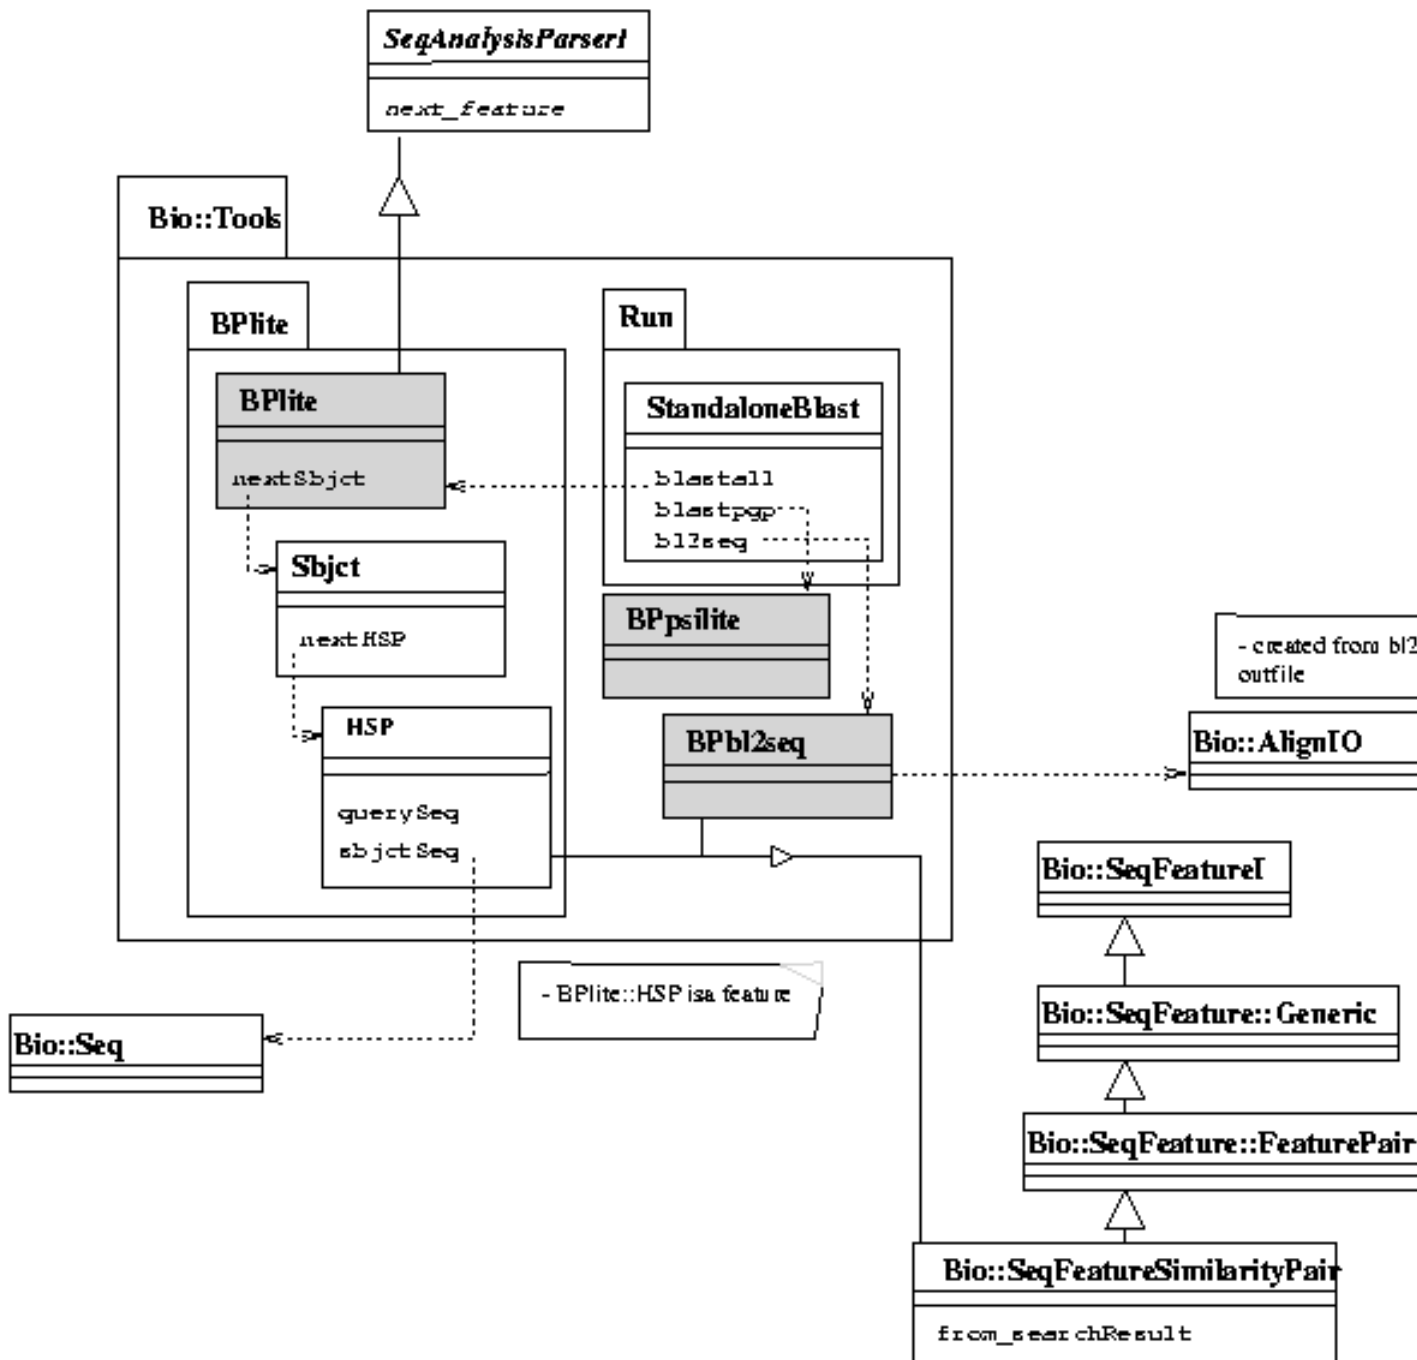 SeqAnalysisParserI
next_feature
Bio::Tools
BPlite
Run
BPlite
nextSbjct
StandaloneBlast
blastall
blastpgp
bl2seq
Sbjct
nextHSP
BPpsilite
HSP
querySeq
sbjctSeq
BPbl2seq
- created from bl2
outfile
Bio::AlignIO
Bio::SeqFeatureI
- BPlite::HSP isa feature
Bio::SeqFeature::Generic
Bio::Seq
Bio::SeqFeature::FeaturePair
Bio::SeqFeatureSimilarityPair
from_searchResult